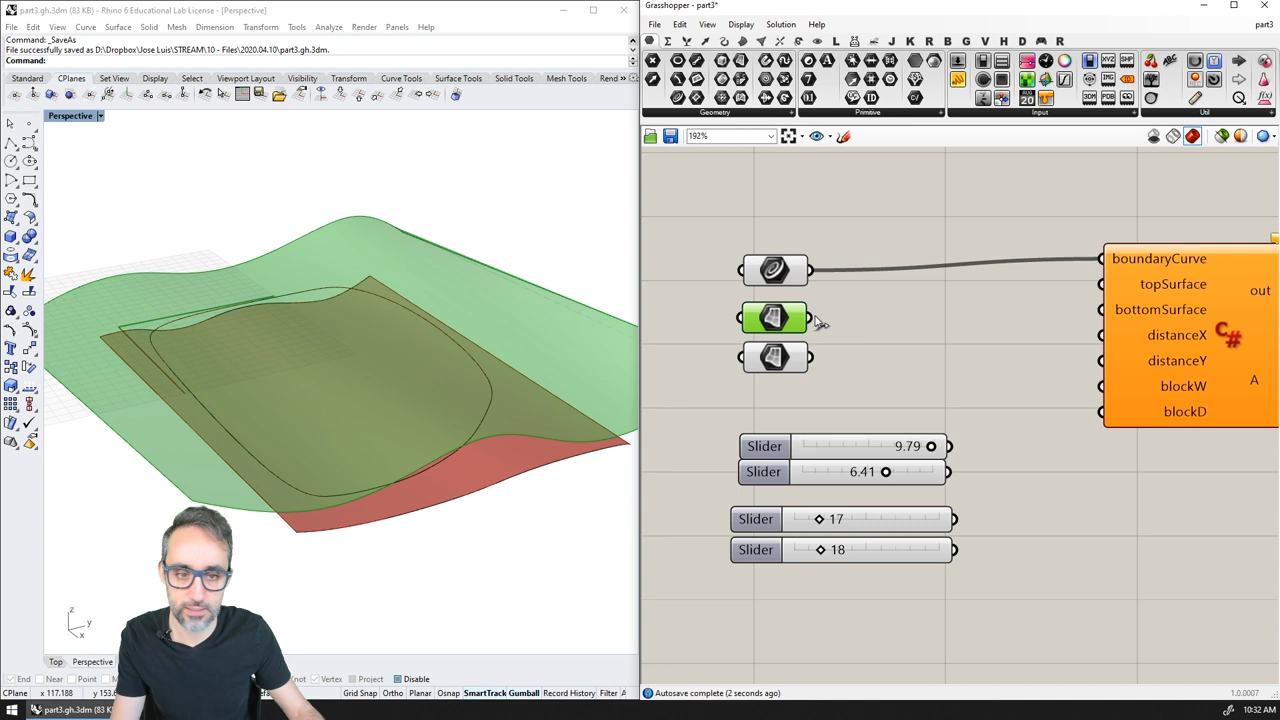 part3.gh.3dm (83 KB) - Rhino 6 Educational Lab License - [Perspective]
File Edit View Curve Surface Solid Mesh Dimension Transform Tools Analyze Render Panels Help
Command: _SaveAs
File successfully saved as D:\Dropbox\Jose Luis\STREAM\10 - Files\2020.04.10\part3.gh.3dm.
Command:
Standard CPlanes Set View Display Select Viewport Layout Visibility Transform Curve Tools Surface Tools Solid Tools Mesh Tools Rend
Perspective
z
y
x
Top Perspective
End Near Point Vertex Project Disable
CPlane x 117.188 Grid Snap Ortho Planar Osnap SmartTrack Gumball Record History Filter
part3.gh.3dm (83 K
Grasshopper - part3*
File Edit View Display Solution Help part3
L J K R B G V H D R
Geometry Primitive Input Util
192%
boundaryCurve
topSurface
bottomSurface
distanceX
distanceY
blockW
blockD
out
A
C#
Slider 9.79
Slider 6.41
Slider 17
Slider 18
Autosave complete (2 seconds ago) 1.0.0007
10:32 AM